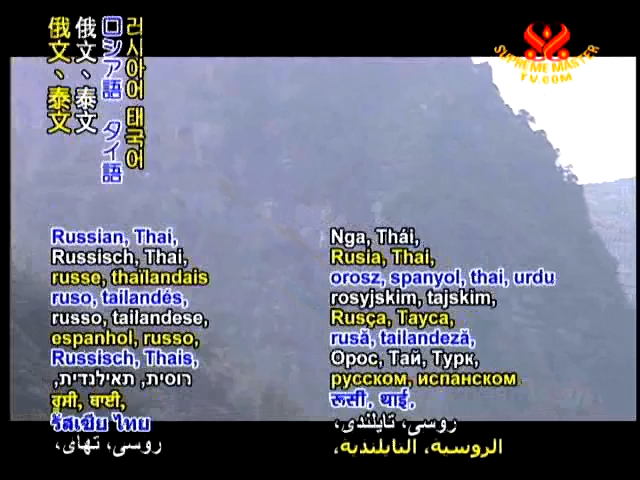 러시아어 태국어
ロシア語 タイ語
俄文、泰文
俄文、泰文
SUPREME MASTER
TV.COM
Russian, Thai,
Russisch, Thai,
russe, thaïlandais
ruso, tailandés,
russo, tailandese,
espanhol, russo,
Russisch, Thais,
רוסית, תאילנדית,
ਰੂਸੀ, ਥਾਈ,
รัสเซีย ไทย
روسی، تهای،
Nga, Thái,
Rusia, Thai,
orosz, spanyol, thai, urdu
rosyjskim, tajskim,
Rusça, Tayca,
rusă, tailandeză,
Орос, Тай, Турк,
русском, испанском
रूसी, थाई,
روسی، تایلندی،
الروسية، التايلندية،